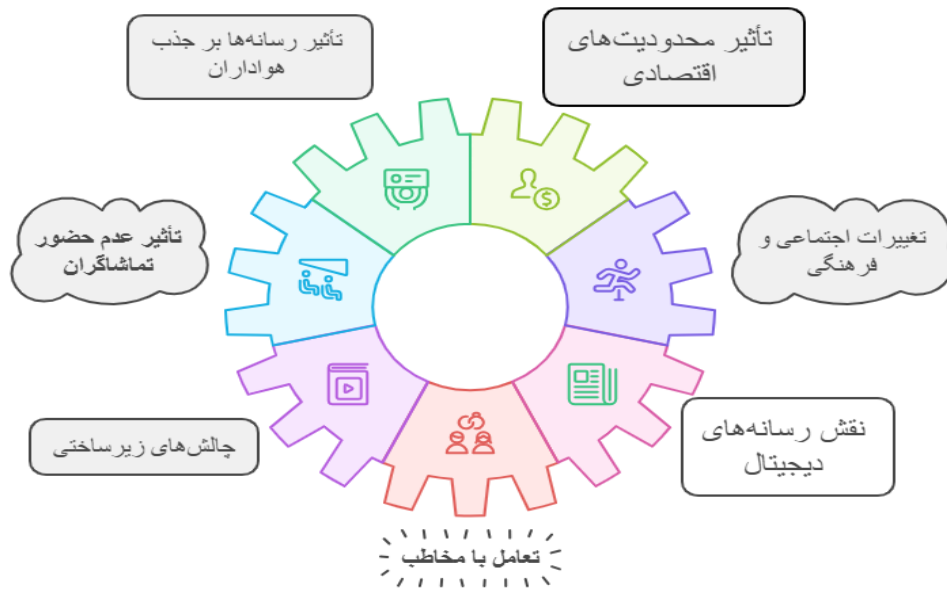 تأثیر محدودیت‌های
اقتصادی
تأثیر رسانه‌ها بر جذب
هواداران
تغییرات اجتماعی و
فرهنگی
تأثیر عدم حضور
تماشاگران
نقش رسانه‌های
دیجیتال
چالش‌های زیرساختی
تعامل با مخاطب
$